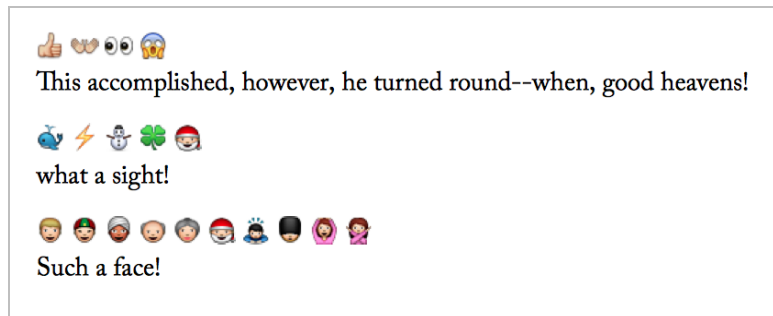 👍🏼 👐🏼 👀 😱
This accomplished, however, he turned round--when, good heavens!
🐳 ⚡ ⛄ 🍀 🎅
what a sight!
👨 👲 👳 👴 👵 🎅 🙇 💂 🙆 🙅
Such a face!